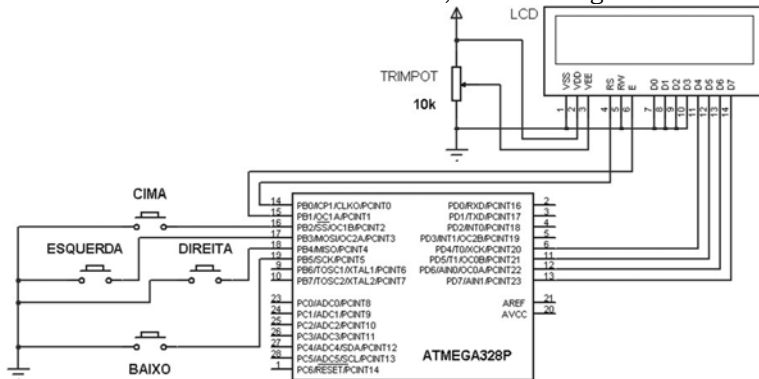 LCD
TRIMPOT
10k
VSS
VDD
VEE
RS
RW
E
D0
D1
D2
D3
D4
D5
D6
D7
1
2
3
4
5
6
7
8
9
10
11
12
13
14
CIMA
ESQUERDA
DIREITA
BAIXO
14 PB0/ICP1/CLKO/PCINT0
15 PB1/OC1A/PCINT1
16 PB2/SS/OC1B/PCINT2
17 PB3/MOSI/OC2A/PCINT3
18 PB4/MISO/PCINT4
19 PB5/SCK/PCINT5
9 PB6/TOSC1/XTAL1/PCINT6
10 PB7/TOSC2/XTAL2/PCINT7
23 PC0/ADC0/PCINT8
24 PC1/ADC1/PCINT9
25 PC2/ADC2/PCINT10
26 PC3/ADC3/PCINT11
27 PC4/ADC4/SDA/PCINT12
28 PC5/ADC5/SCL/PCINT13
1 PC6/RESET/PCINT14
PD0/RXD/PCINT16 2
PD1/TXD/PCINT17 3
PD2/INT0/PCINT18 4
PD3/INT1/OC2B/PCINT19 5
PD4/T0/XCK/PCINT20 6
PD5/T1/OC0B/PCINT21 11
PD6/AIN0/OC0A/PCINT22 12
PD7/AIN1/PCINT23 13
AREF 21
AVCC 20
ATMEGA328P